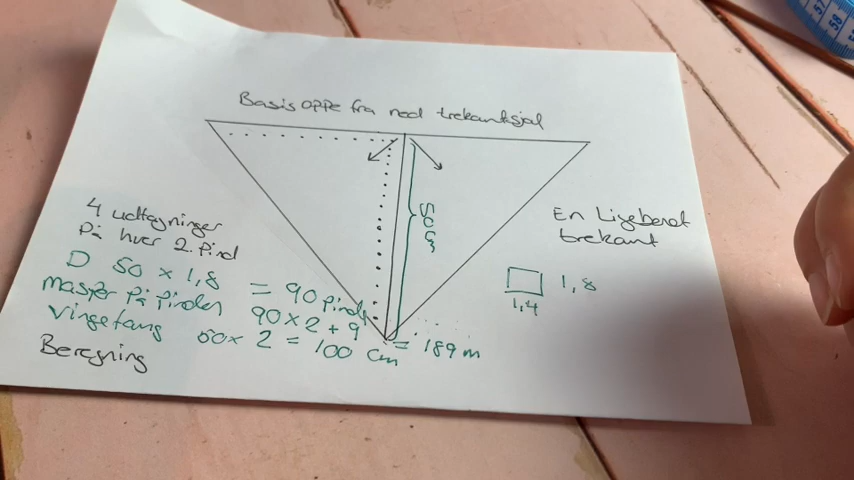 Basis oppe fra ned trekantsjal
50 cm
4 udtagninger
På hver 2. Pind
D 50 x 1,8 = 90 Pinde
masker På Pinden 90 x 2 + 9 = 189 m
Vingefang 50 x 2 = 100 cm
Beregning
En Ligebenet
trekant
1,8
1,4